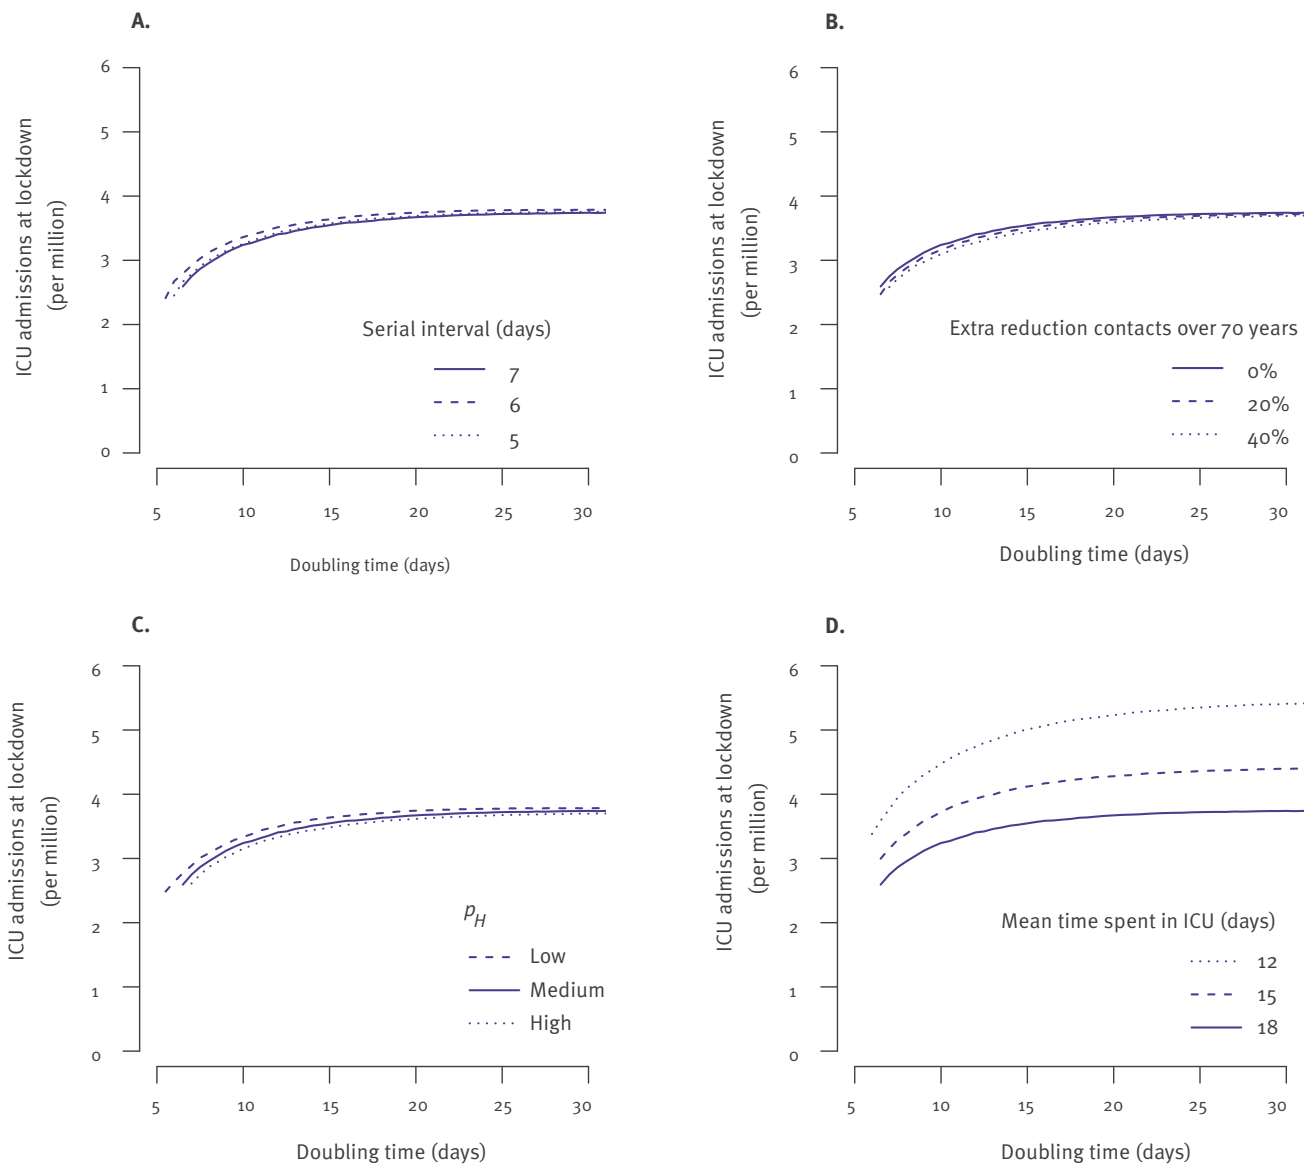 A.
ICU admissions at lockdown
(per million)
6
5
4
3
2
1
0
Serial interval (days)
7
6
5
5 10 15 20 25 30
Doubling time (days)
B.
ICU admissions at lockdown
(per million)
6
5
4
3
2
1
0
Extra reduction contacts over 70 years
0%
20%
40%
5 10 15 20 25 30
Doubling time (days)
C.
ICU admissions at lockdown
(per million)
6
5
4
3
2
1
0
pH
Low
Medium
High
5 10 15 20 25 30
Doubling time (days)
D.
ICU admissions at lockdown
(per million)
6
5
4
3
2
1
0
Mean time spent in ICU (days)
12
15
18
5 10 15 20 25 30
Doubling time (days)